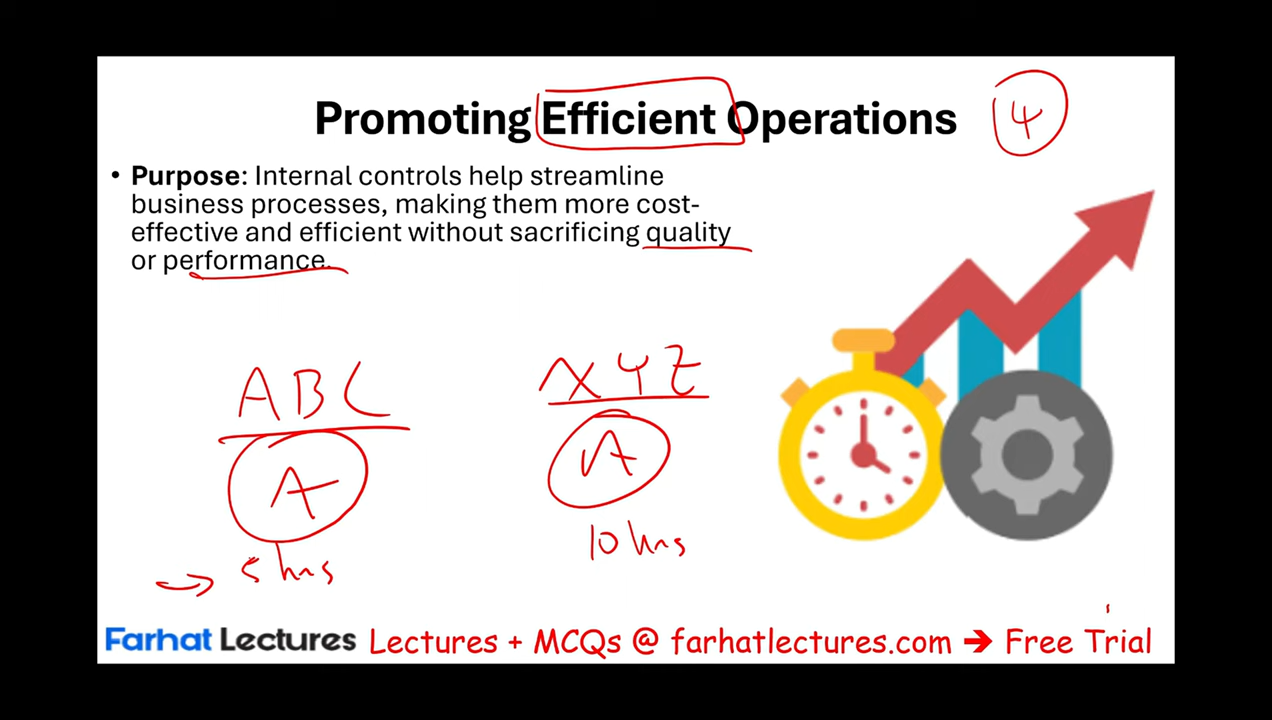 Promoting Efficient Operations 4
• Purpose: Internal controls help streamline
business processes, making them more cost-
effective and efficient without sacrificing quality
or performance.
ABC XYZ
A A
5 hrs 10 hrs
Farhat Lectures Lectures + MCQs @ farhatlectures.com → Free Trial